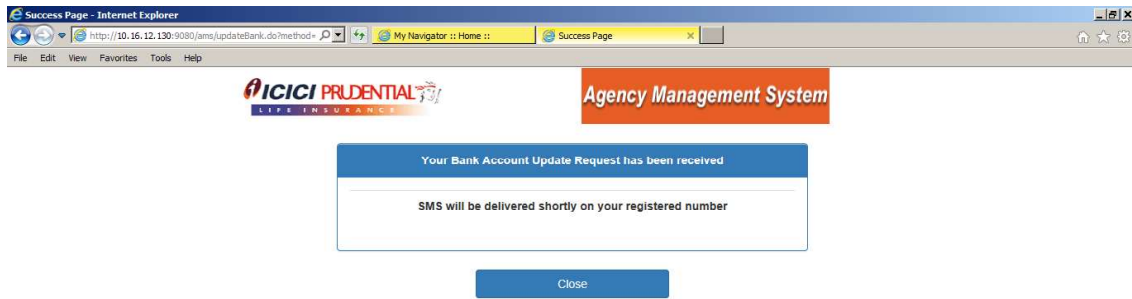 Success Page - Internet Explorer
http://10.16.12.130:9080/ams/updateBank.do?method=
My Navigator :: Home ::
Success Page
File Edit View Favorites Tools Help
ICICI PRUDENTIAL
LIFE INSURANCE
Agency Management System
Your Bank Account Update Request has been received
SMS will be delivered shortly on your registered number
Close